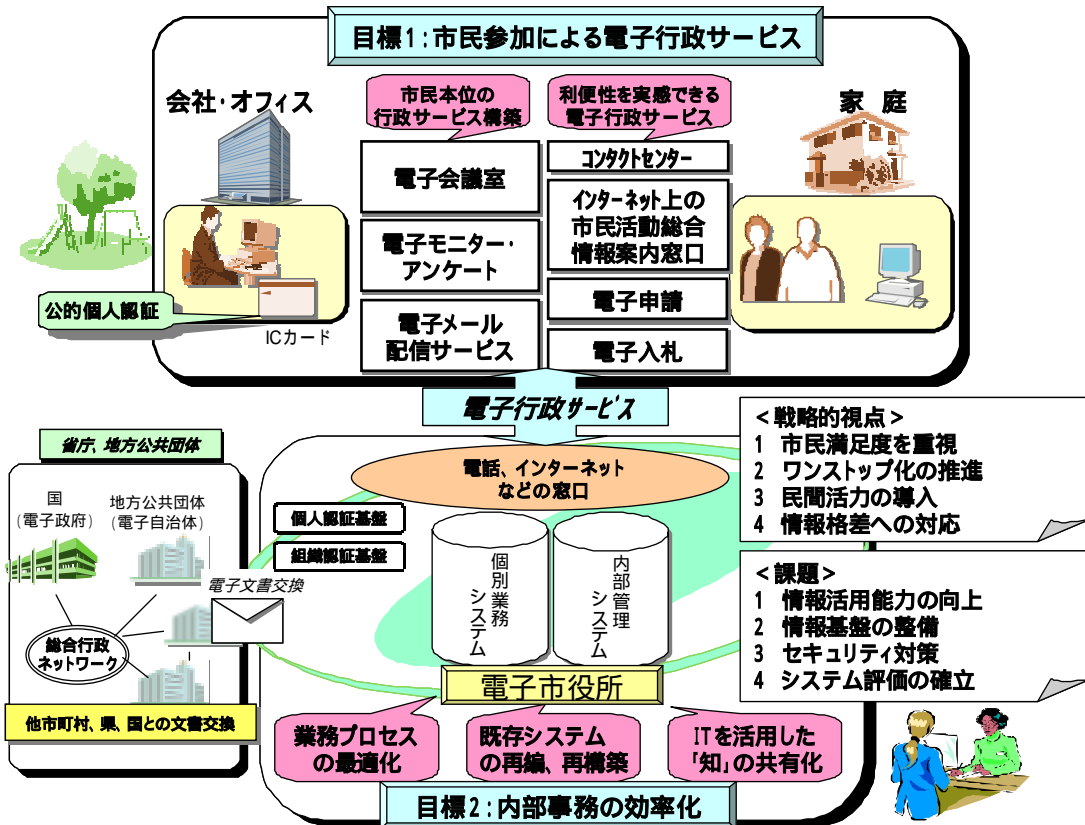 目標1:市民参加による電子行政サービス
会社・オフィス
市民本位の
行政サービス構築
利便性を実感できる
電子行政サービス
家 庭
電子会議室
電子モニター・
アンケート
電子メール
配信サービス
コンタクトセンター
インターネット上の
市民活動総合
情報案内窓口
電子申請
電子入札
公的個人認証
ICカード
電子行政サービス
省庁、地方公共団体
国
(電子政府)
地方公共団体
(電子自治体)
電子文書交換
総合行政
ネットワーク
他市町村、県、国との文書交換
電話、インターネット
などの窓口
個人認証基盤
組織認証基盤
個別業務
システム
内部管理
システム
電子市役所
業務プロセス
の最適化
既存システム
の再編、再構築
ITを活用した
「知」の共有化
目標2:内部事務の効率化
<戦略的視点>
1 市民満足度を重視
2 ワンストップ化の推進
3 民間活力の導入
4 情報格差への対応
<課題>
1 情報活用能力の向上
2 情報基盤の整備
3 セキュリティ対策
4 システム評価の確立